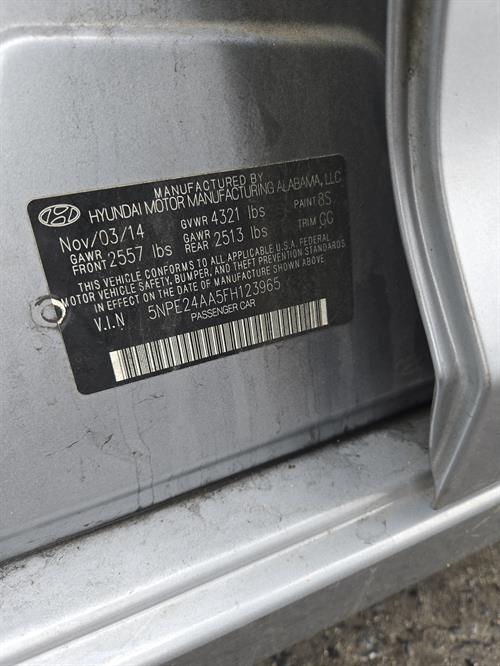 MANUFACTURED BY
HYUNDAI MOTOR MANUFACTURING ALABAMA, LLC
Nov/03/14 GVWR 4321 lbs PAINT 8S
GAWR FRONT 2557 lbs GAWR REAR 2513 lbs TRIM GG
THIS VEHICLE CONFORMS TO ALL APPLICABLE U.S.A. FEDERAL
MOTOR VEHICLE SAFETY, BUMPER, AND THEFT PREVENTION STANDARDS
IN EFFECT ON THE DATE OF MANUFACTURE SHOWN ABOVE.
V.I.N 5NPE24AA5FH123965
PASSENGER CAR